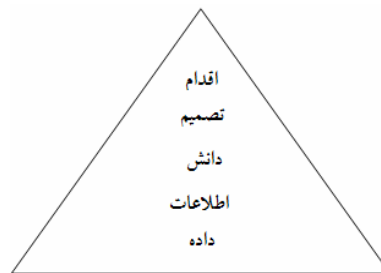 اقدام
تصمیم
دانش
اطلاعات
داده